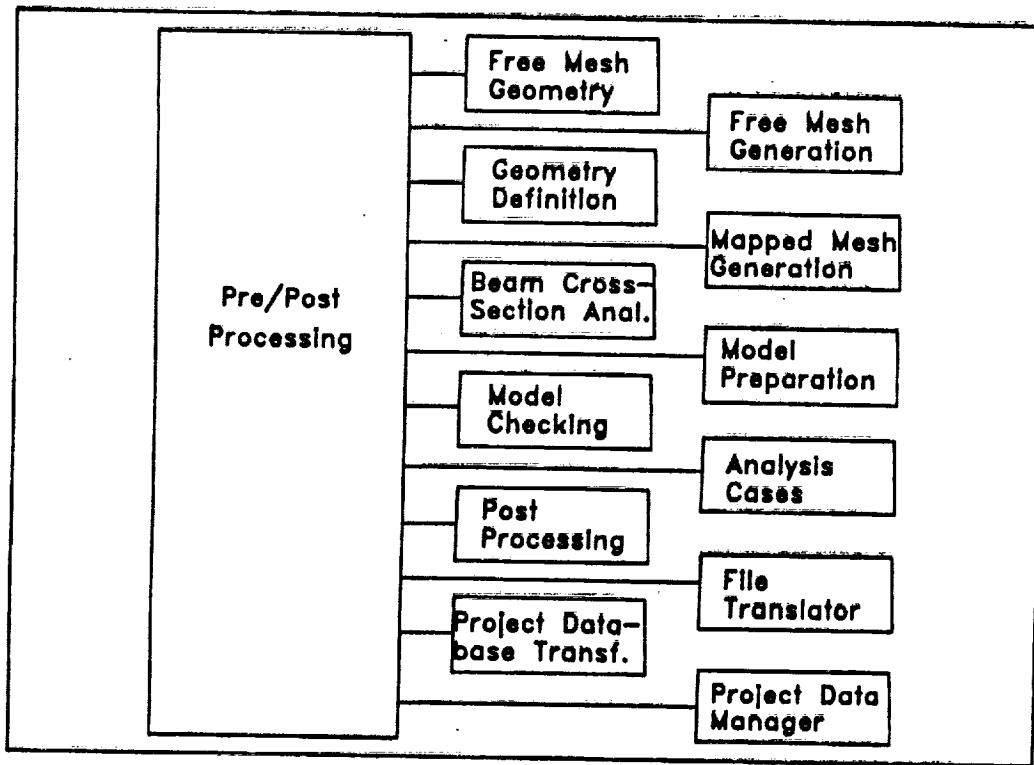 Pre/Post
Processing
Free Mesh
Geometry
Free Mesh
Generation
Geometry
Definition
Mapped Mesh
Generation
Beam Cross-
Section Anal.
Model
Preparation
Model
Checking
Analysis
Cases
Post
Processing
File
Translator
Project Data-
base Transf.
Project Data
Manager